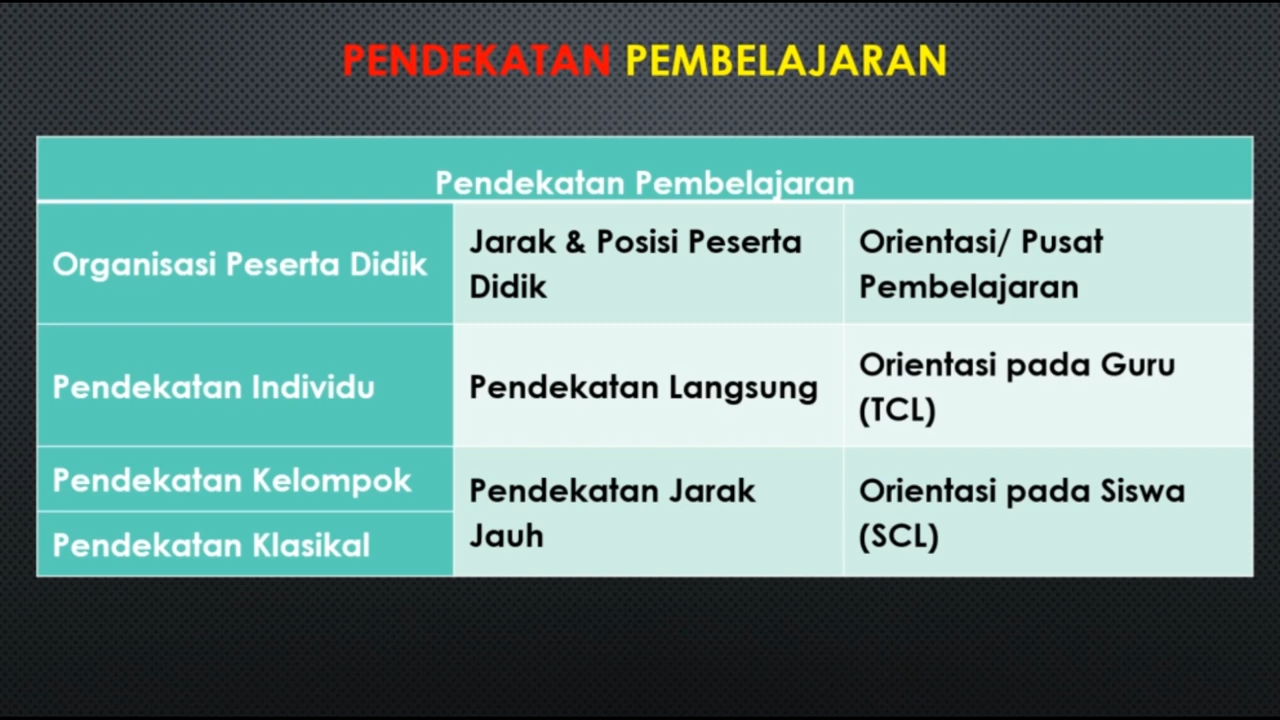 PENDEKATAN PEMBELAJARAN
Pendekatan Pembelajaran
Organisasi Peserta Didik
Jarak & Posisi Peserta
Didik
Orientasi/ Pusat
Pembelajaran
Pendekatan Individu
Pendekatan Langsung
Orientasi pada Guru
(TCL)
Pendekatan Kelompok
Pendekatan Jarak
Jauh
Orientasi pada Siswa
(SCL)
Pendekatan Klasikal